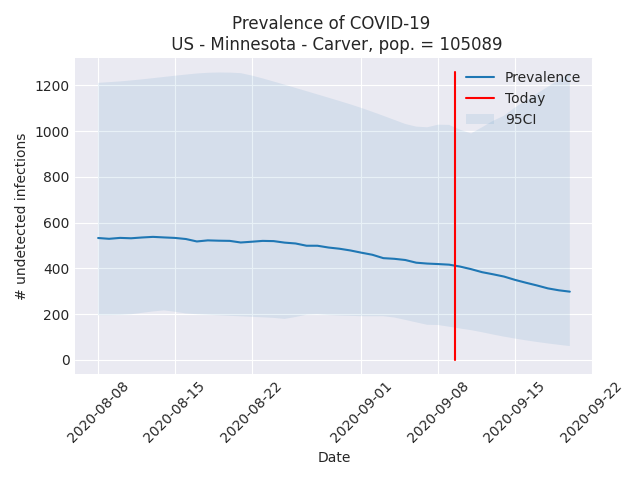 Prevalence of COVID-19
US - Minnesota - Carver, pop. = 105089
Prevalence
Today
95CI
# undetected infections
1200
1000
800
600
400
200
0
2020-08-08
2020-08-15
2020-08-22
2020-09-01
2020-09-08
2020-09-15
2020-09-22
Date